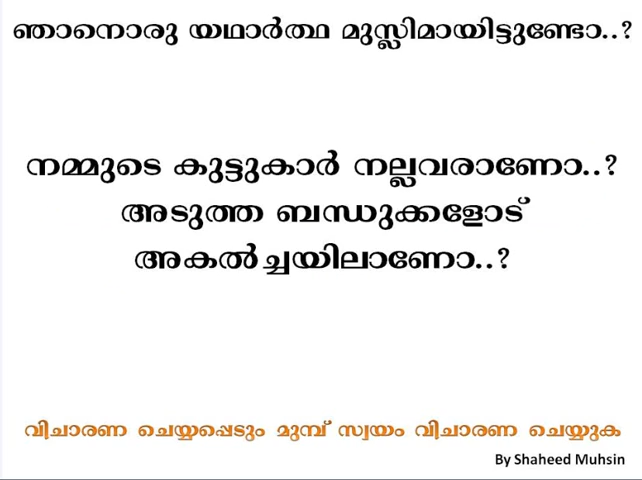 ഞാനൊരു യഥാർത്ഥ മുസ്ലിമായിട്ടുണ്ടോ..?
നമ്മുടെ കുട്ടുകാർ നല്ലവരാണോ..?
അടുത്ത ബന്ധുക്കളോട്
അകൽച്ചയിലാണോ..?
വിചാരണ ചെയ്യപ്പെടും മുമ്പ് സ്വയം വിചാരണ ചെയ്യുക
By Shaheed Muhsin